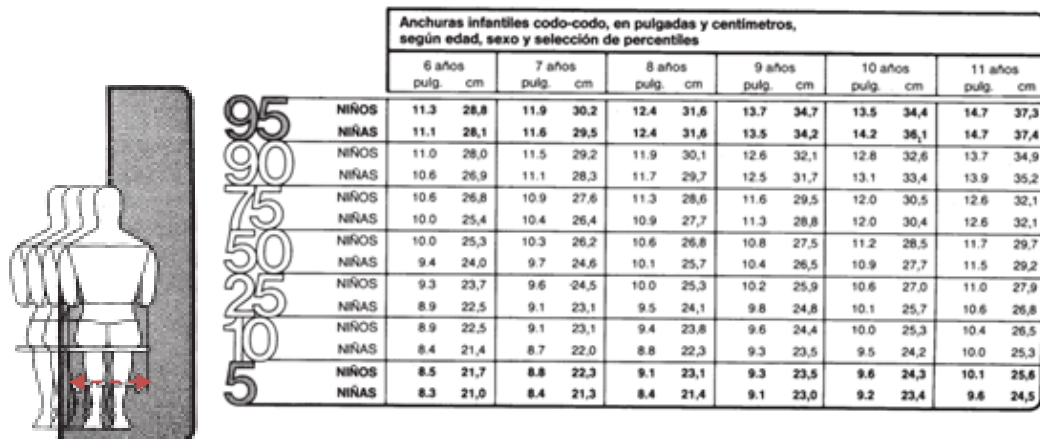 Anchuras infantiles codo-codo, en pulgadas y centímetros,
según edad, sexo y selección de percentiles
6 años 7 años 8 años 9 años 10 años 11 años
pulg. cm pulg. cm pulg. cm pulg. cm pulg. cm pulg. cm
95 NIÑOS 11.3 28,8 11.9 30,2 12.4 31,6 13.7 34,7 13.5 34,4 14.7 37,3
NIÑAS 11.1 28,1 11.6 29,5 12.4 31,6 13.5 34,2 14.2 36,1 14.7 37,4
90 NIÑOS 11.0 28,0 11.5 29,2 11.9 30,1 12.6 32,1 12.8 32,6 13.7 34,9
NIÑAS 10.6 26,9 11.1 28,3 11.7 29,7 12.5 31,7 13.1 33,4 13.9 35,2
75 NIÑOS 10.6 26,8 10.9 27,6 11.3 28,6 11.6 29,5 12.0 30,5 12.6 32,1
NIÑAS 10.0 25,4 10.4 26,4 10.9 27,7 11.3 28,8 12.0 30,4 12.6 32,1
50 NIÑOS 10.0 25,3 10.3 26,2 10.6 26,8 10.8 27,5 11.2 28,5 11.7 29,7
NIÑAS 9.4 24,0 9.7 24,6 10.1 25,7 10.4 26,5 10.9 27,7 11.5 29,2
25 NIÑOS 9.3 23,7 9.6 24,5 10.0 25,3 10.2 25,9 10.6 27,0 11.0 27,9
NIÑAS 8.9 22,5 9.1 23,1 9.5 24,1 9.8 24,8 10.1 25,7 10.6 26,8
10 NIÑOS 8.9 22,5 9.1 23,1 9.4 23,8 9.6 24,4 10.0 25,3 10.4 26,5
NIÑAS 8.4 21,4 8.7 22,0 8.8 22,3 9.3 23,5 9.5 24,2 10.0 25,3
5 NIÑOS 8.5 21,7 8.8 22,3 9.1 23,1 9.3 23,5 9.6 24,3 10.1 25,6
NIÑAS 8.3 21,0 8.4 21,3 8.4 21,4 9.1 23,0 9.2 23,4 9.6 24,5